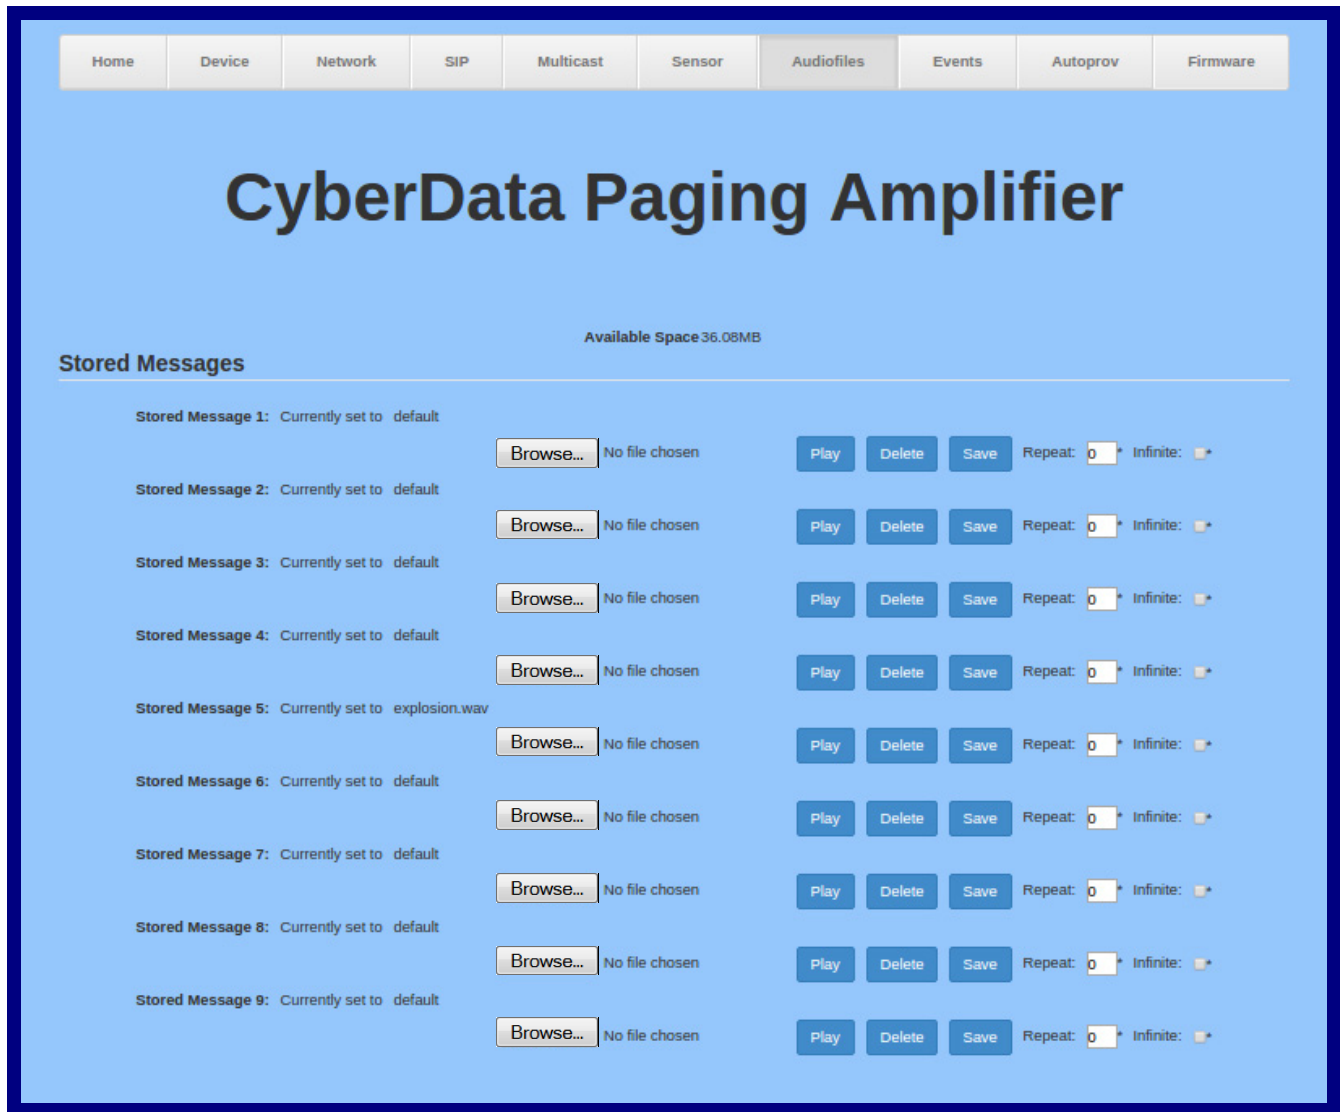 Home Device Network SIP Multicast Sensor Audiofiles Events Autoprov Firmware
CyberData Paging Amplifier
Available Space 36.08MB
Stored Messages
Stored Message 1: Currently set to default
Browse... No file chosen Play Delete Save Repeat: 0 * Infinite: *
Stored Message 2: Currently set to default
Browse... No file chosen Play Delete Save Repeat: 0 * Infinite: *
Stored Message 3: Currently set to default
Browse... No file chosen Play Delete Save Repeat: 0 * Infinite: *
Stored Message 4: Currently set to default
Browse... No file chosen Play Delete Save Repeat: 0 * Infinite: *
Stored Message 5: Currently set to explosion.wav
Browse... No file chosen Play Delete Save Repeat: 0 * Infinite: *
Stored Message 6: Currently set to default
Browse... No file chosen Play Delete Save Repeat: 0 * Infinite: *
Stored Message 7: Currently set to default
Browse... No file chosen Play Delete Save Repeat: 0 * Infinite: *
Stored Message 8: Currently set to default
Browse... No file chosen Play Delete Save Repeat: 0 * Infinite: *
Stored Message 9: Currently set to default
Browse... No file chosen Play Delete Save Repeat: 0 * Infinite: *